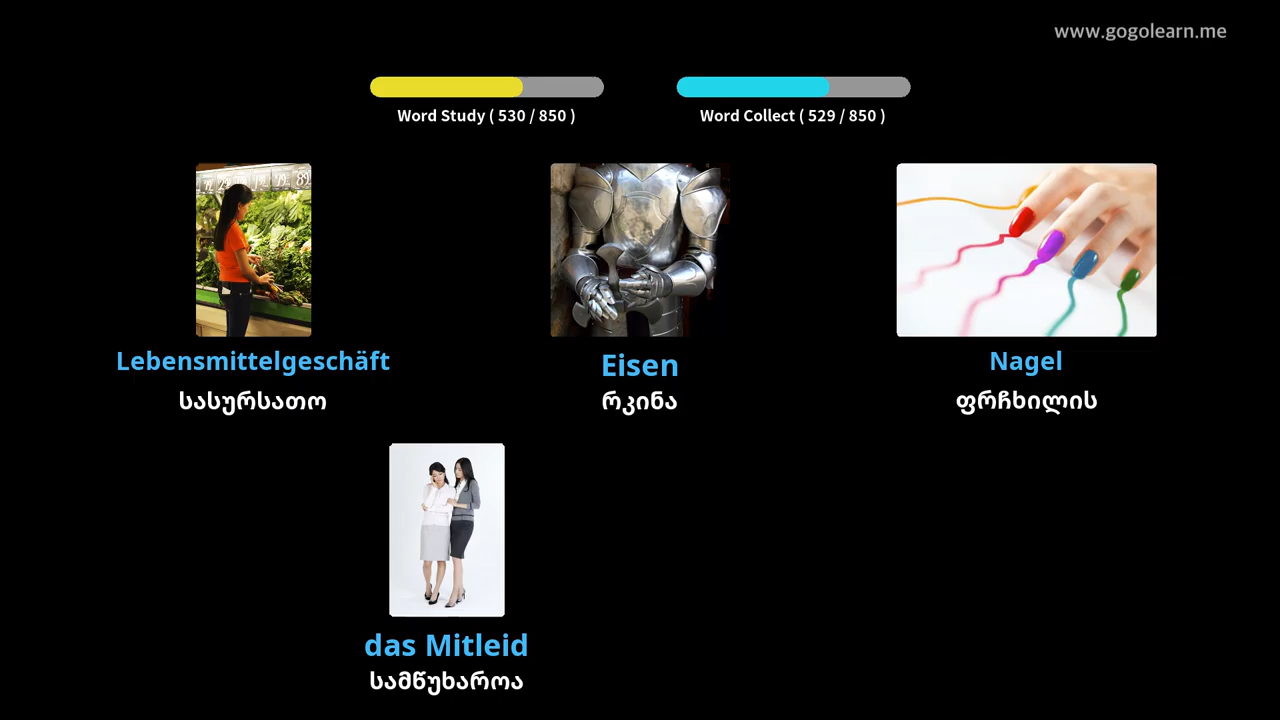 www.gogolearn.me
Word Study ( 530 / 850 )
Word Collect ( 529 / 850 )
Lebensmittelgeschäft
სასურსათო
Eisen
რკინა
Nagel
ფრჩხილის
das Mitleid
სამწუხაროა